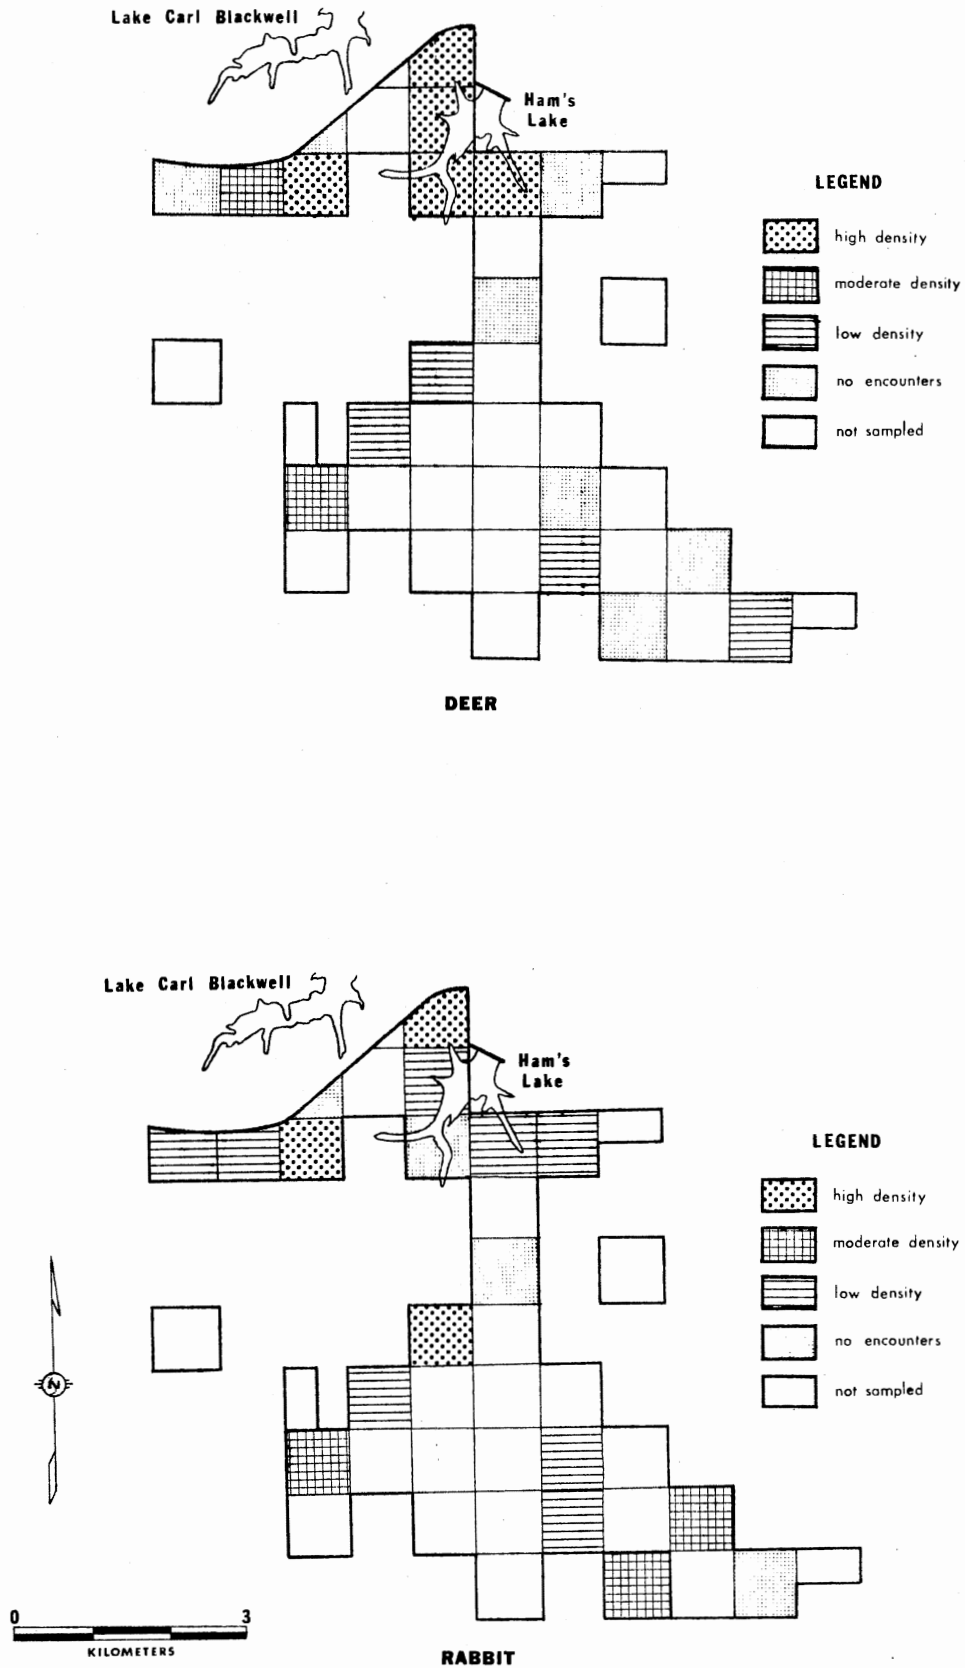 Lake Carl Blackwell
Ham's
Lake
LEGEND
high density
moderate density
low density
no encounters
not sampled
DEER
Lake Carl Blackwell
Ham's
Lake
LEGEND
high density
moderate density
low density
no encounters
not sampled
N
0 3
KILOMETERS
RABBIT